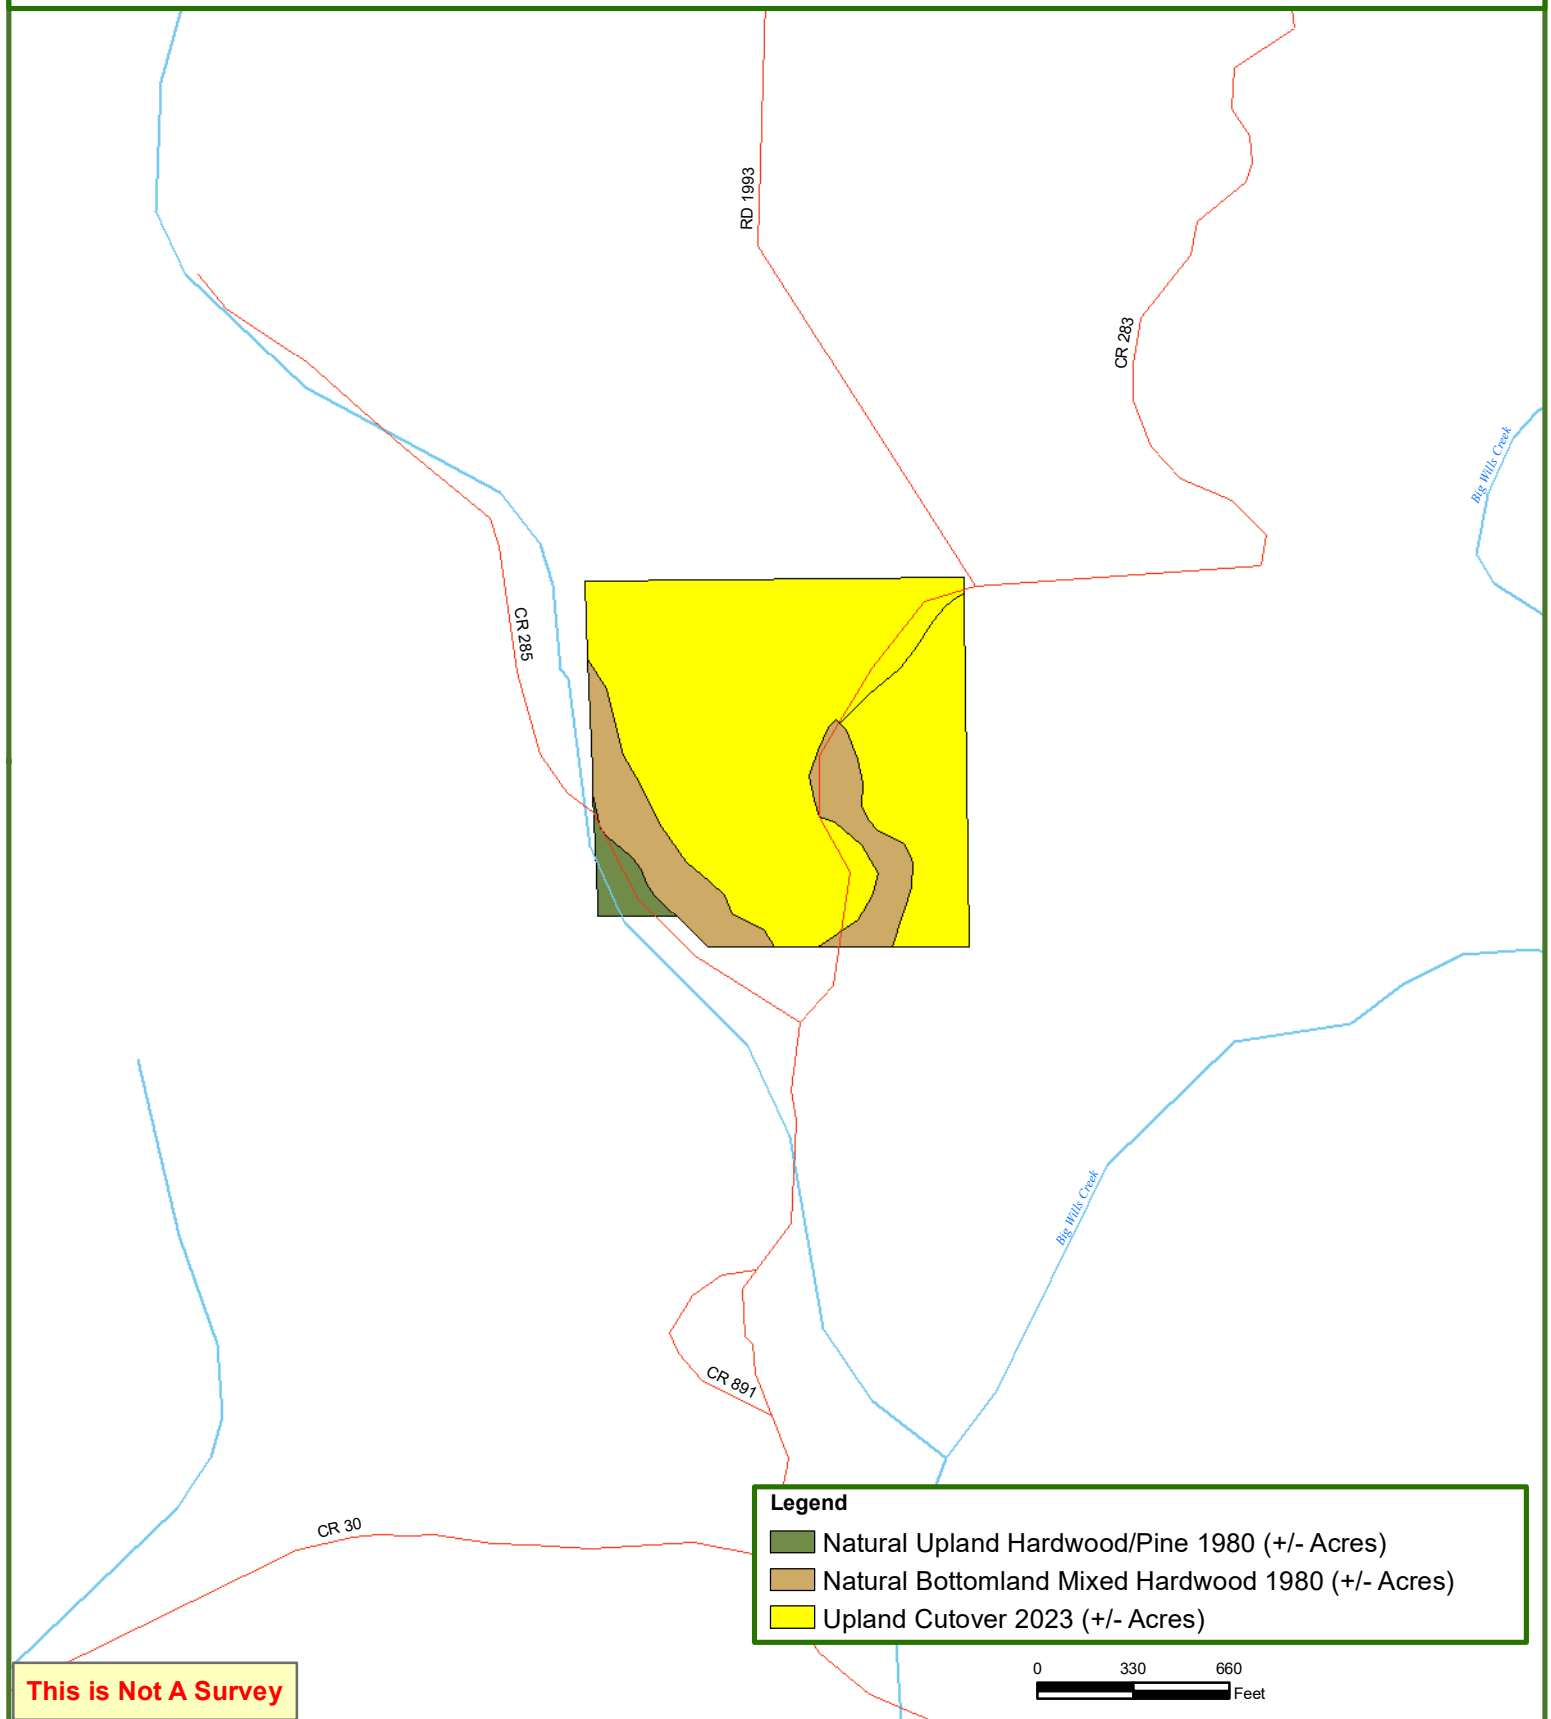 RD 1993
CR 283
Big Wills Creek
CR 285
Big Wills Creek
CR 891
CR 30
Legend
Natural Upland Hardwood/Pine 1980 (+/- Acres)
Natural Bottomland Mixed Hardwood 1980 (+/- Acres)
Upland Cutover 2023 (+/- Acres)
0 330 660
Feet
This is Not A Survey